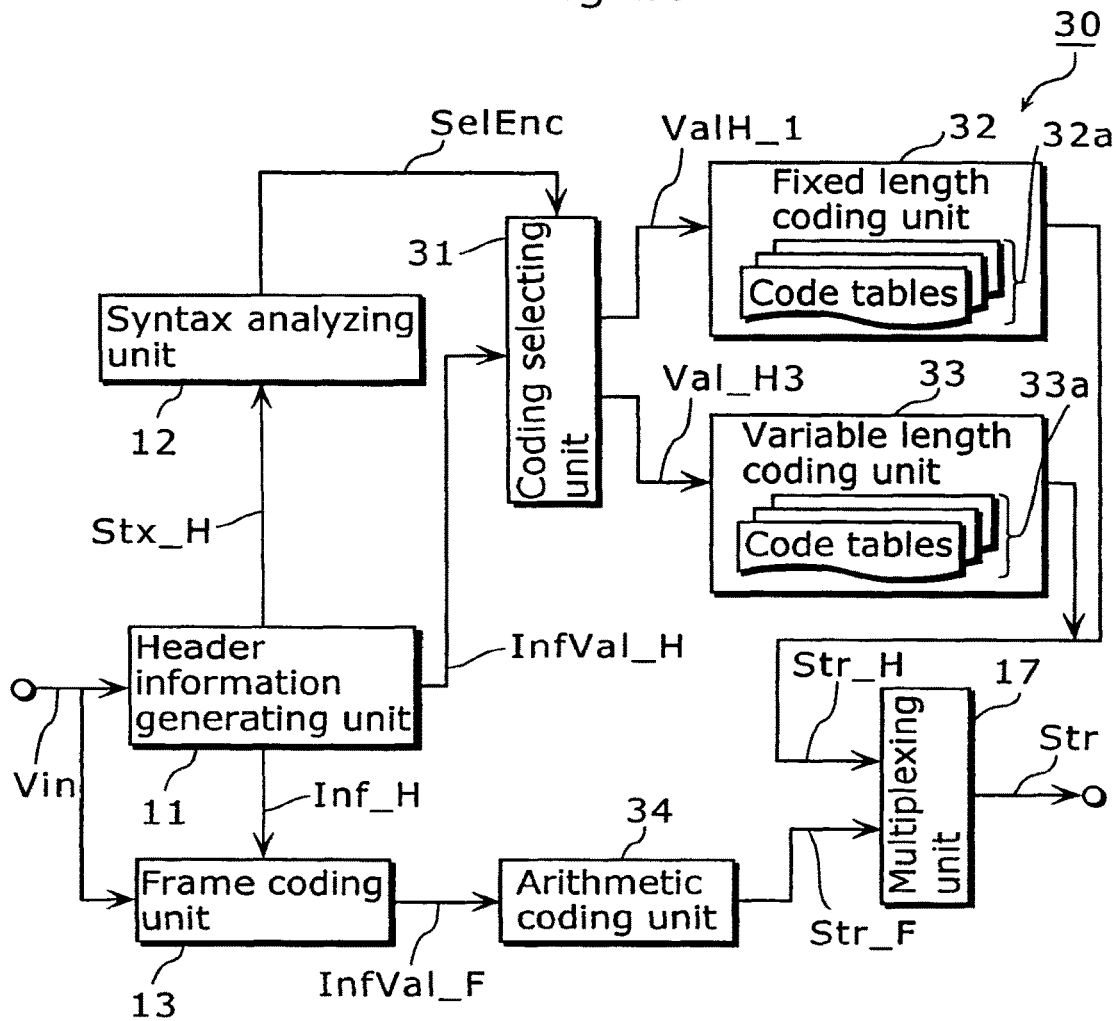 30
SelEnc
ValH_1
32
32a
Fixed length
coding unit
Code tables
31
Coding selecting
unit
Syntax analyzing
unit
12
Val_H3
33
33a
Variable length
coding unit
Code tables
Stx_H
Header
information
generating unit
InfVal_H
Str_H
17
Vin
11
Inf_H
Multiplexing
unit
Str
34
Frame coding
unit
Arithmetic
coding unit
Str_F
13
InfVal_F